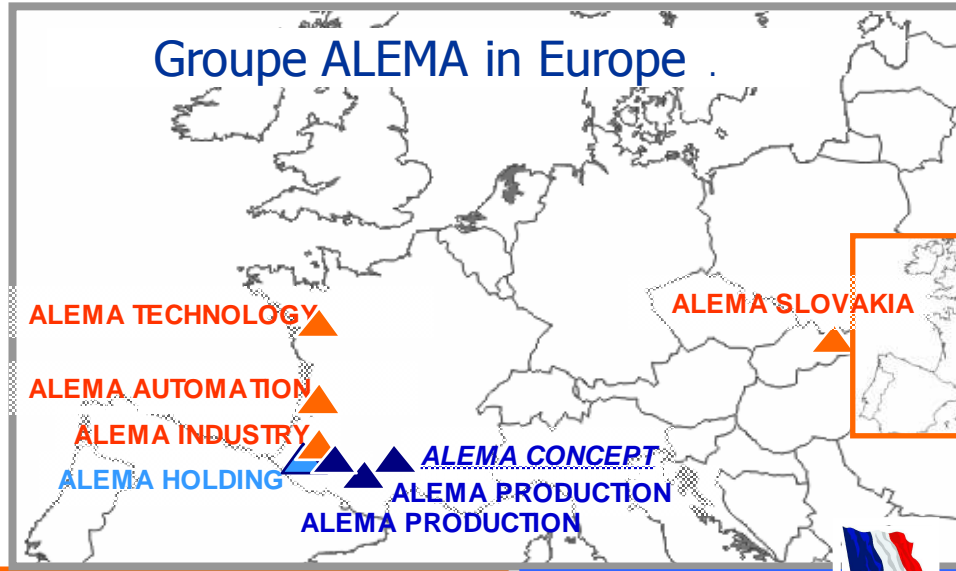 Groupe ALEMA in Europe .
ALEMA TECHNOLOGY
ALEMA SLOVAKIA
ALEMA AUTOMATION
ALEMA INDUSTRY
ALEMA CONCEPT
ALEMA HOLDING
ALEMA PRODUCTION
ALEMA PRODUCTION